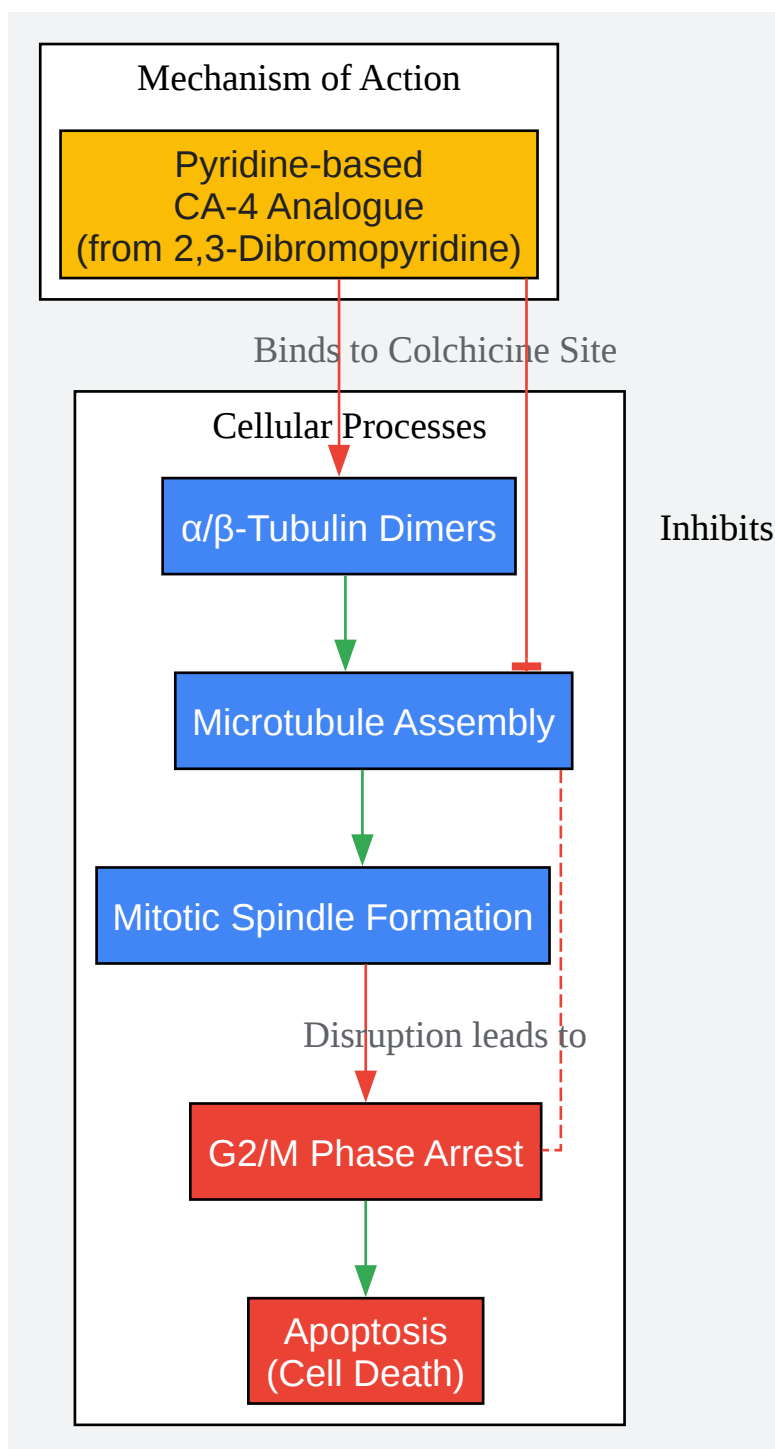 Mechanism of Action
Pyridine-based
CA-4 Analogue
(from 2,3-Dibromopyridine)
Binds to Colchicine Site
Cellular Processes
α/β-Tubulin Dimers
Inhibits
Microtubule Assembly
Mitotic Spindle Formation
Disruption leads to
G2/M Phase Arrest
Apoptosis
(Cell Death)